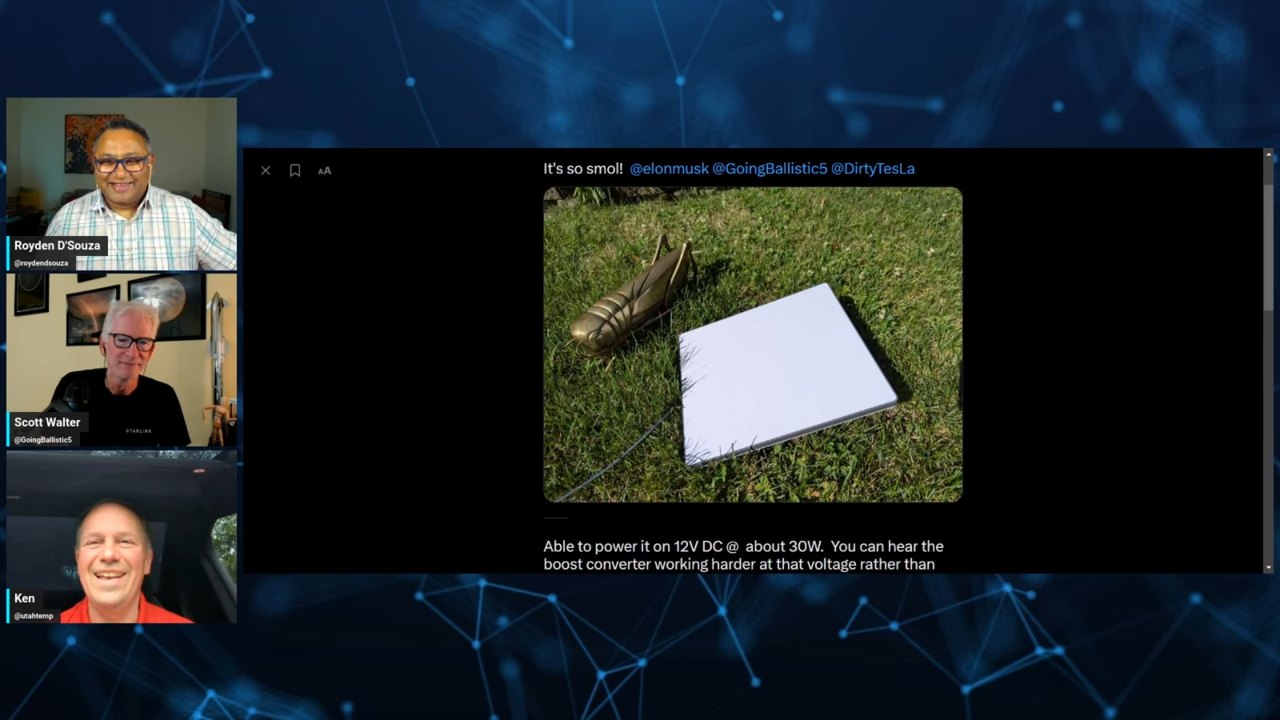 Royden D'Souza
@roydendsouza
STARLINK
Scott Walter
@GoingBallistic5
Ken
@utahtemp
AA
It's so smol! @elonmusk @GoingBallistic5 @DirtyTesLa
Able to power it on 12V DC @ about 30W. You can hear the
boost converter working harder at that voltage rather than